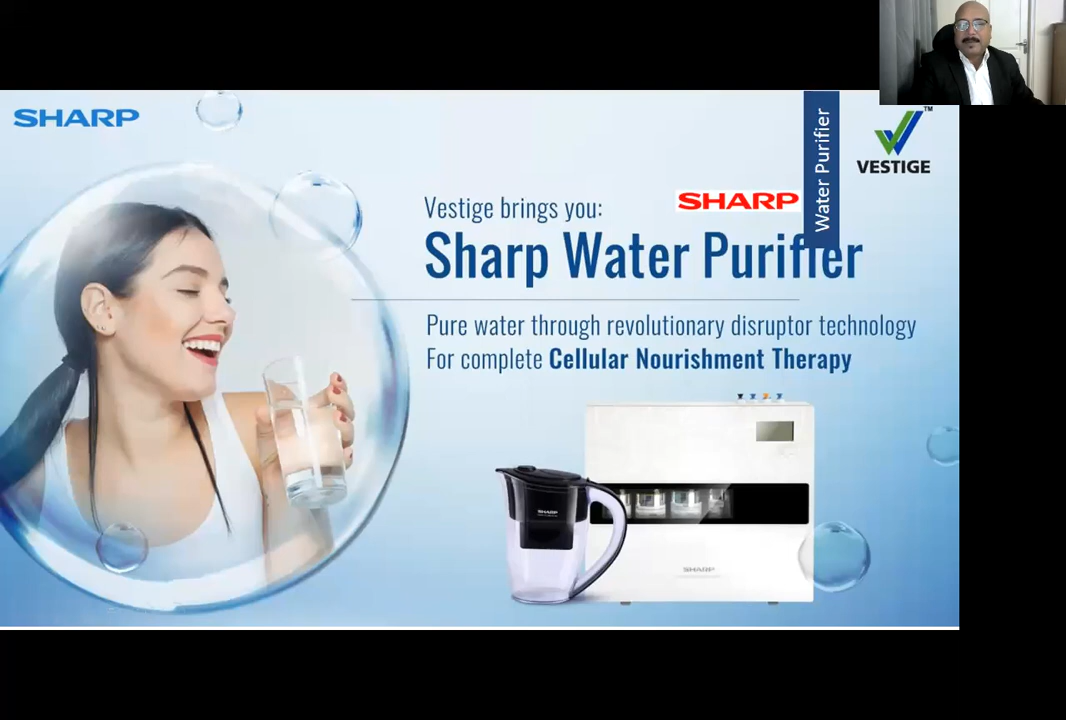 SHARP
Water Purifier
TM
VESTIGE
Vestige brings you:
SHARP
Sharp Water Purifier
Pure water through revolutionary disruptor technology
For complete Cellular Nourishment Therapy
SHARP
SHARP